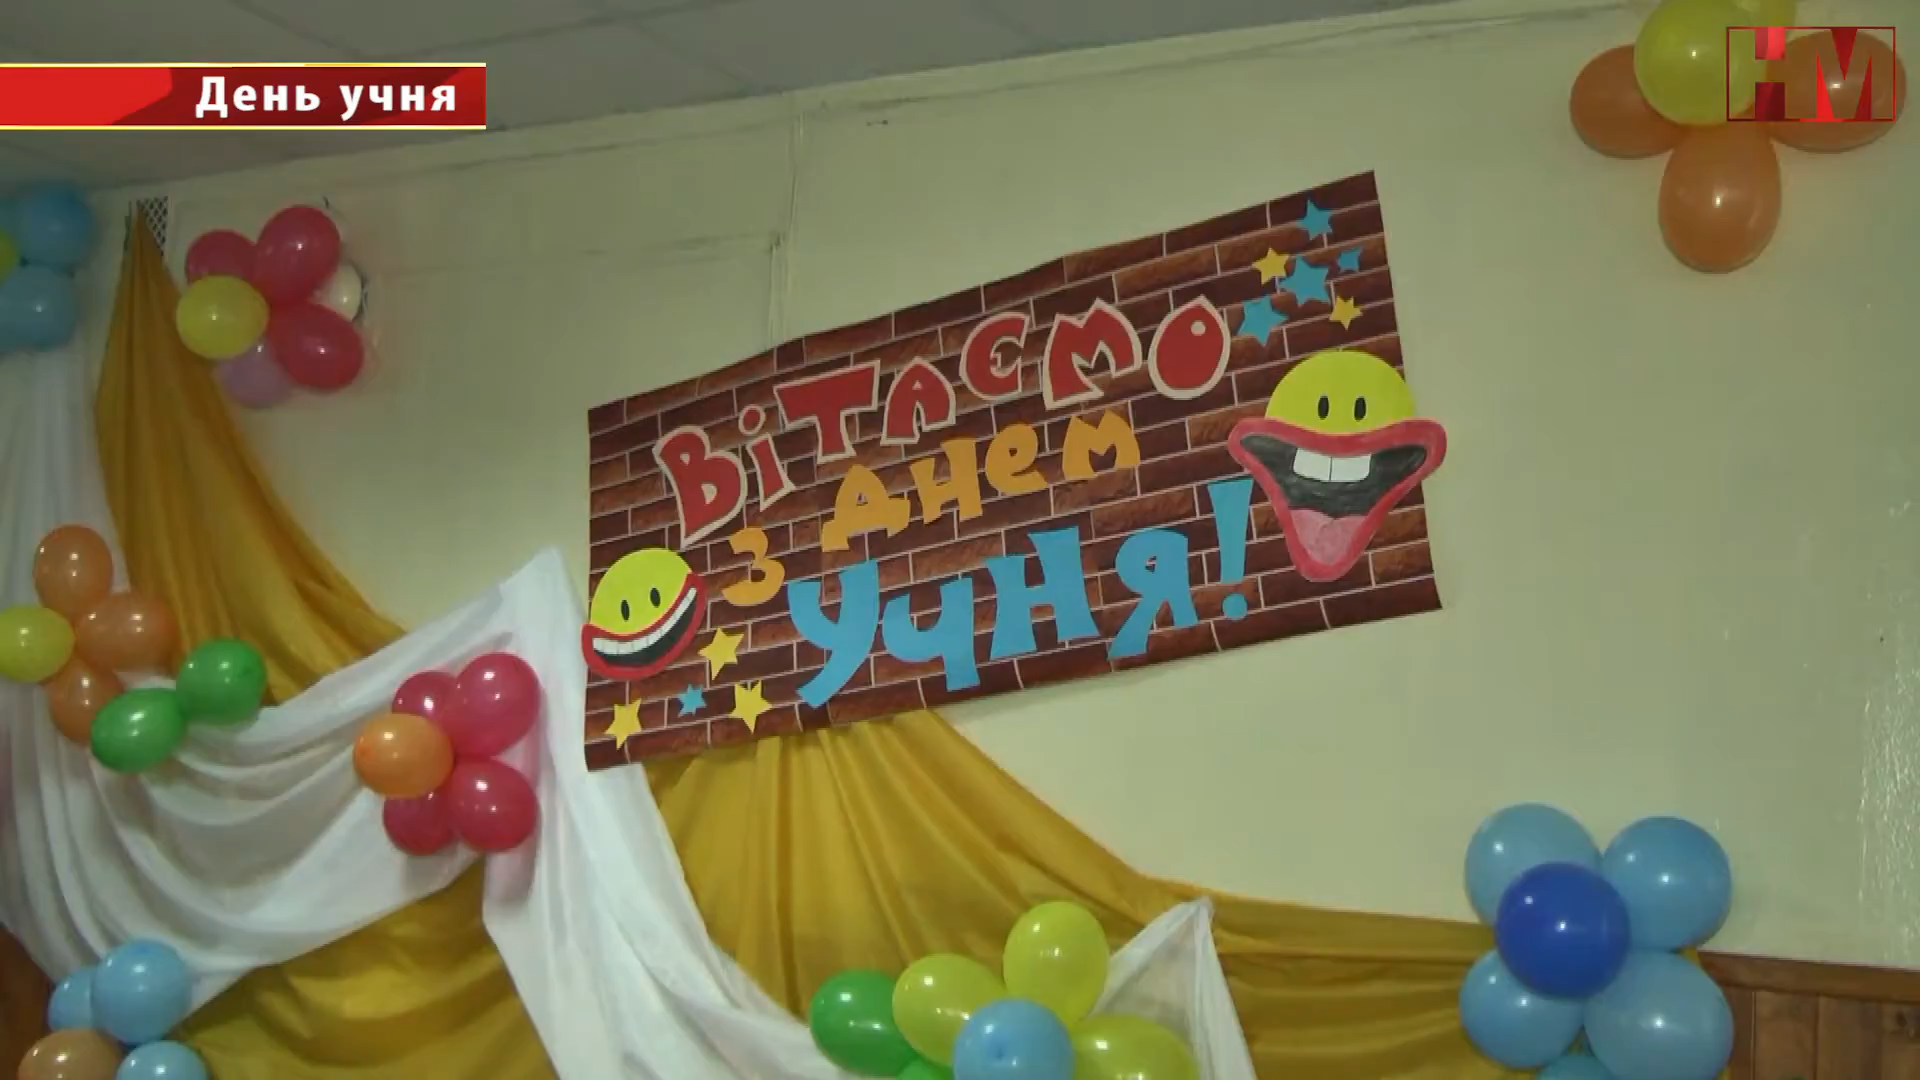 День учня
НМ
Вітаємо
з днем
учня!